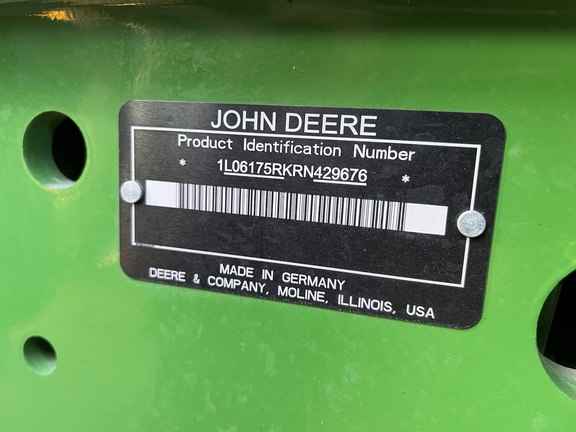 JOHN DEERE
Product Identification Number
* 1L06175RKRN429676 *
MADE IN GERMANY
DEERE & COMPANY, MOLINE, ILLINOIS, USA